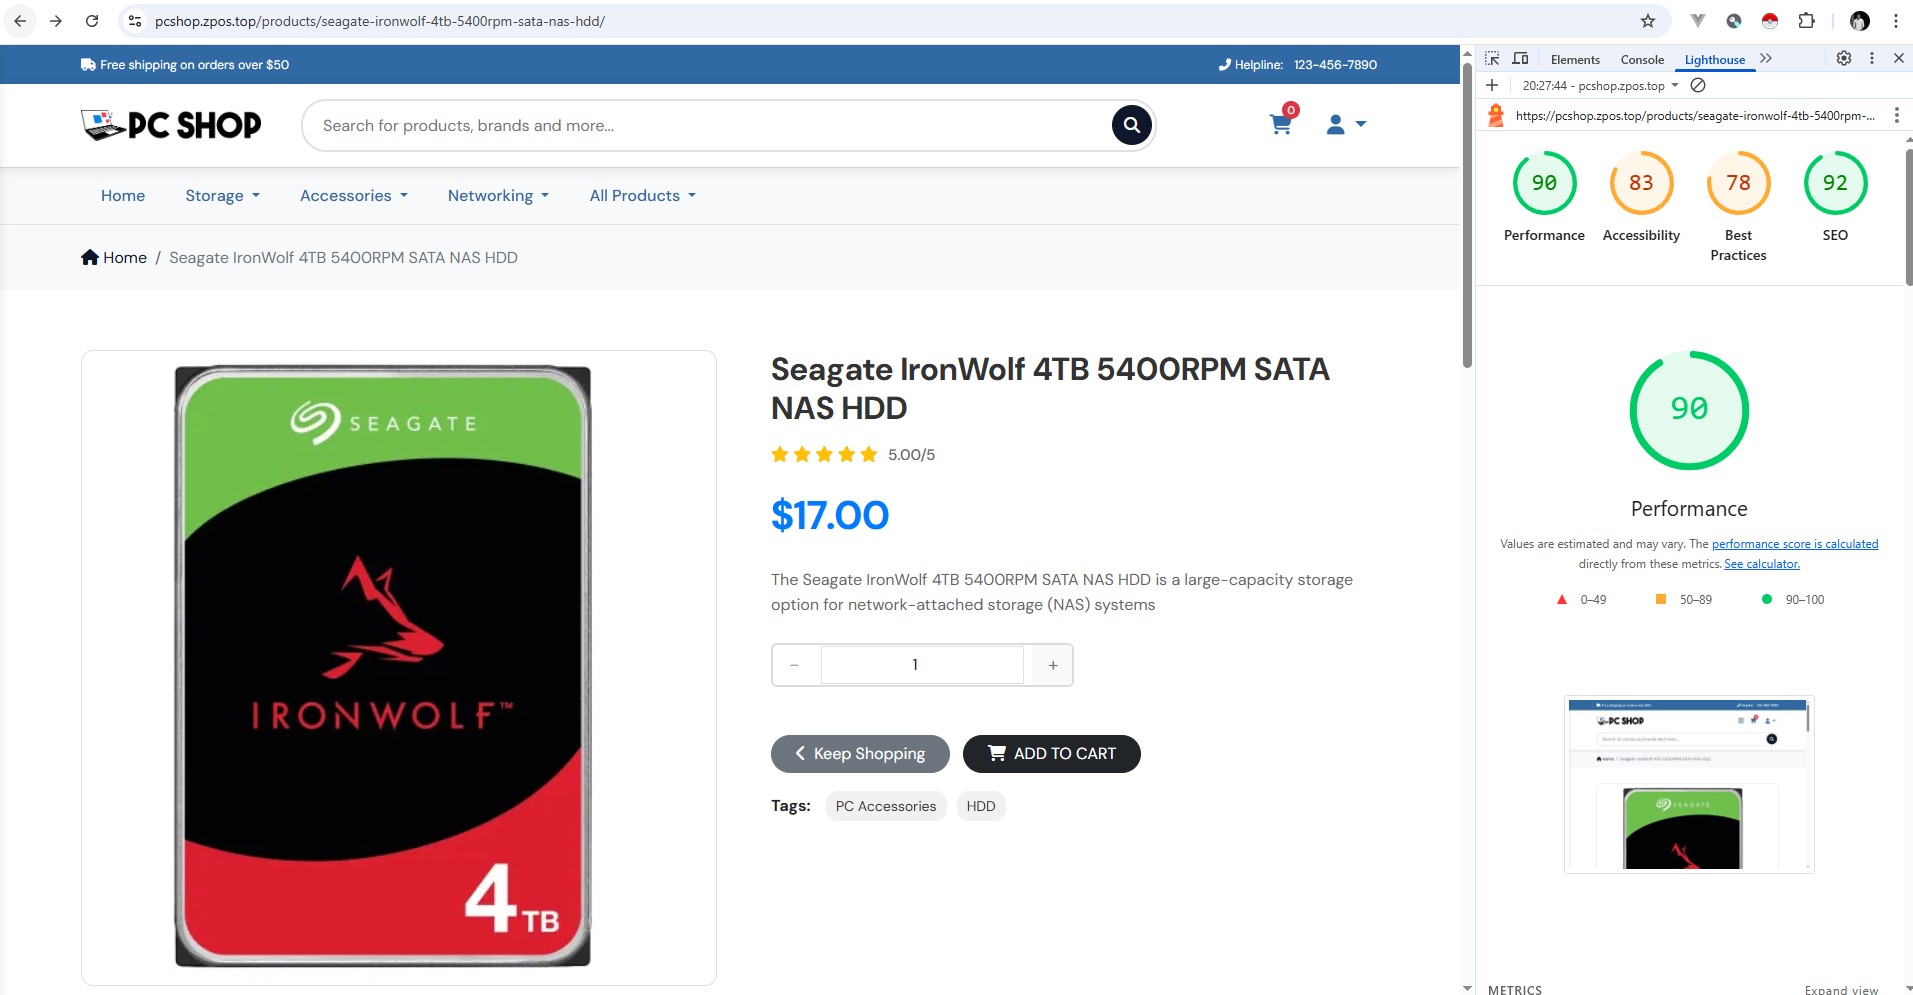 pcshop.zpos.top/products/seagate-ironwolf-4tb-5400rpm-sata-nas-hdd/
Free shipping on orders over $50
Helpline: 123-456-7890
PC SHOP
Search for products, brands and more...
0
Home
Storage
Accessories
Networking
All Products
Home / Seagate IronWolf 4TB 5400RPM SATA NAS HDD
SEAGATE
IRONWOLF™
4TB
Seagate IronWolf 4TB 5400RPM SATA
NAS HDD
5.00/5
$17.00
The Seagate IronWolf 4TB 5400RPM SATA NAS HDD is a large-capacity storage
option for network-attached storage (NAS) systems
− 1 +
Keep Shopping
ADD TO CART
Tags: PC Accessories HDD
Elements Console Lighthouse
20:27:44 - pcshop.zpos.top
https://pcshop.zpos.top/products/seagate-ironwolf-4tb-5400rpm-...
90 83 78 92
Performance Accessibility Best Practices SEO
90
Performance
Values are estimated and may vary. The performance score is calculated
directly from these metrics. See calculator.
0–49 50–89 90–100
PC SHOP
SEAGATE
METRICS
Expand view